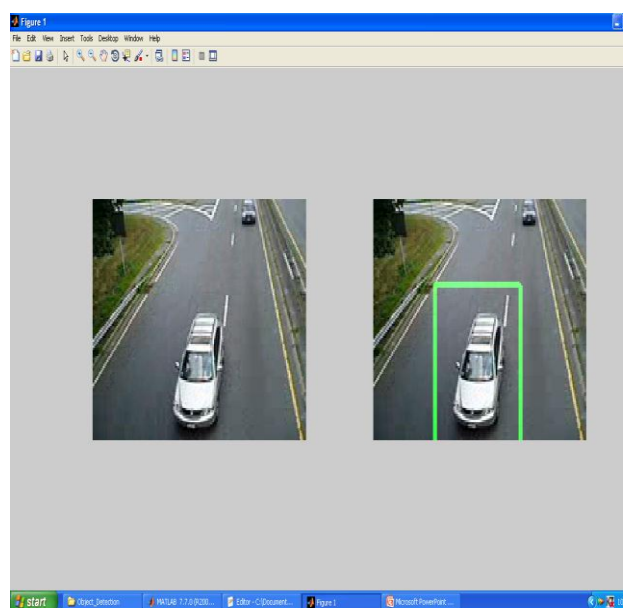 Figure 1
File Edit View Insert Tools Desktop Window Help
start Object_Detection MATLAB 7.7.0 (R200... Editor - C:\Document... Figure 1 Microsoft PowerPoint ... 10